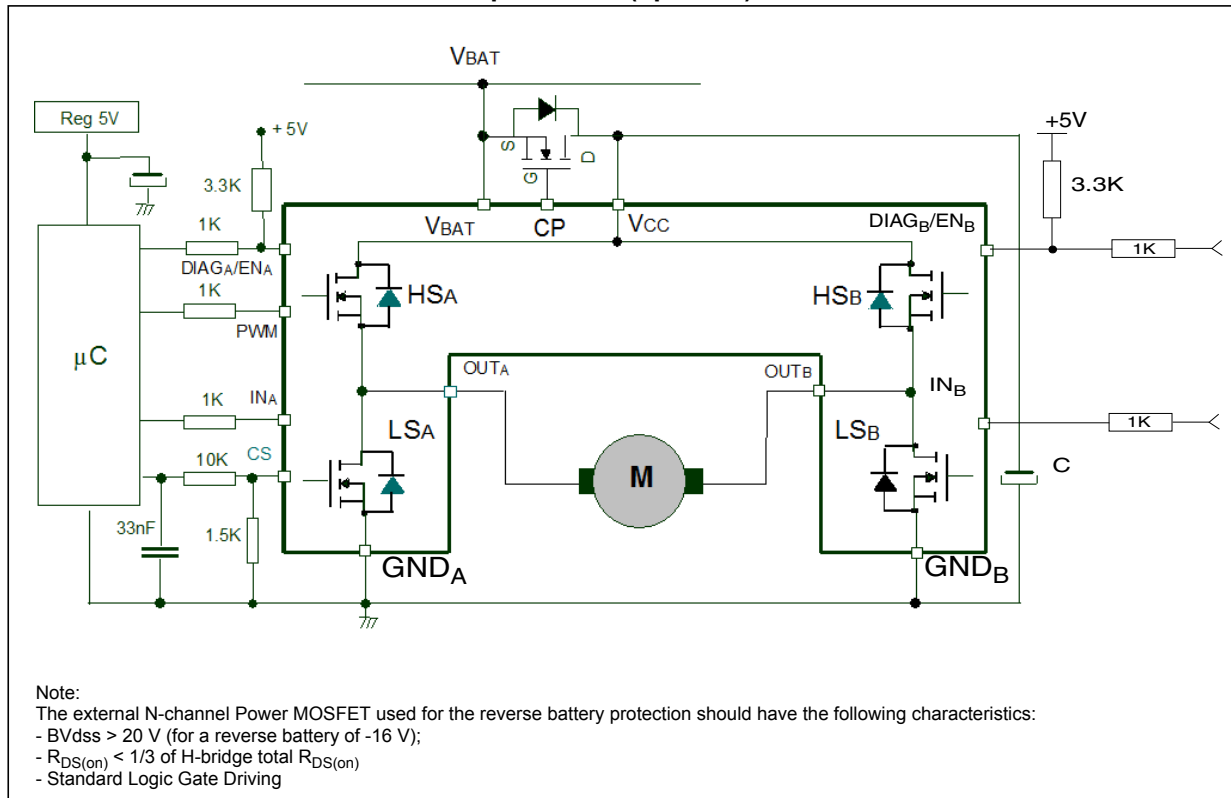 VBAT
Reg 5V
+5V
+5V
S
D
G
3.3K
3.3K
1K
VBAT
CP
VCC
DIAGB/ENB
1K
DIAGA/ENA
1K
HSA
HSB
PWM
µC
OUTA
OUTB
1K
INA
INB
LSA
LSB
1K
10K
CS
M
C
33nF
1.5K
GNDA
GNDB
Note:
The external N-channel Power MOSFET used for the reverse battery protection should have the following characteristics:
- BVdss > 20 V (for a reverse battery of -16 V);
- RDS(on) < 1/3 of H-bridge total RDS(on)
- Standard Logic Gate Driving